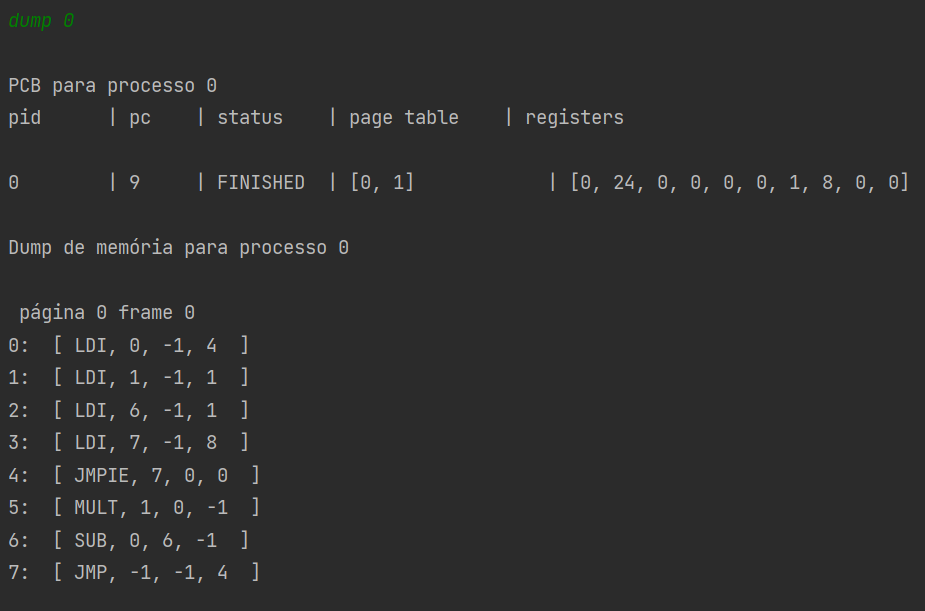 dump 0
PCB para processo 0
pid | pc | status | page table | registers
0 | 9 | FINISHED | [0, 1] | [0, 24, 0, 0, 0, 0, 1, 8, 0, 0]
Dump de memória para processo 0
página 0 frame 0
0: [ LDI, 0, -1, 4 ]
1: [ LDI, 1, -1, 1 ]
2: [ LDI, 6, -1, 1 ]
3: [ LDI, 7, -1, 8 ]
4: [ JMPIE, 7, 0, 0 ]
5: [ MULT, 1, 0, -1 ]
6: [ SUB, 0, 6, -1 ]
7: [ JMP, -1, -1, 4 ]